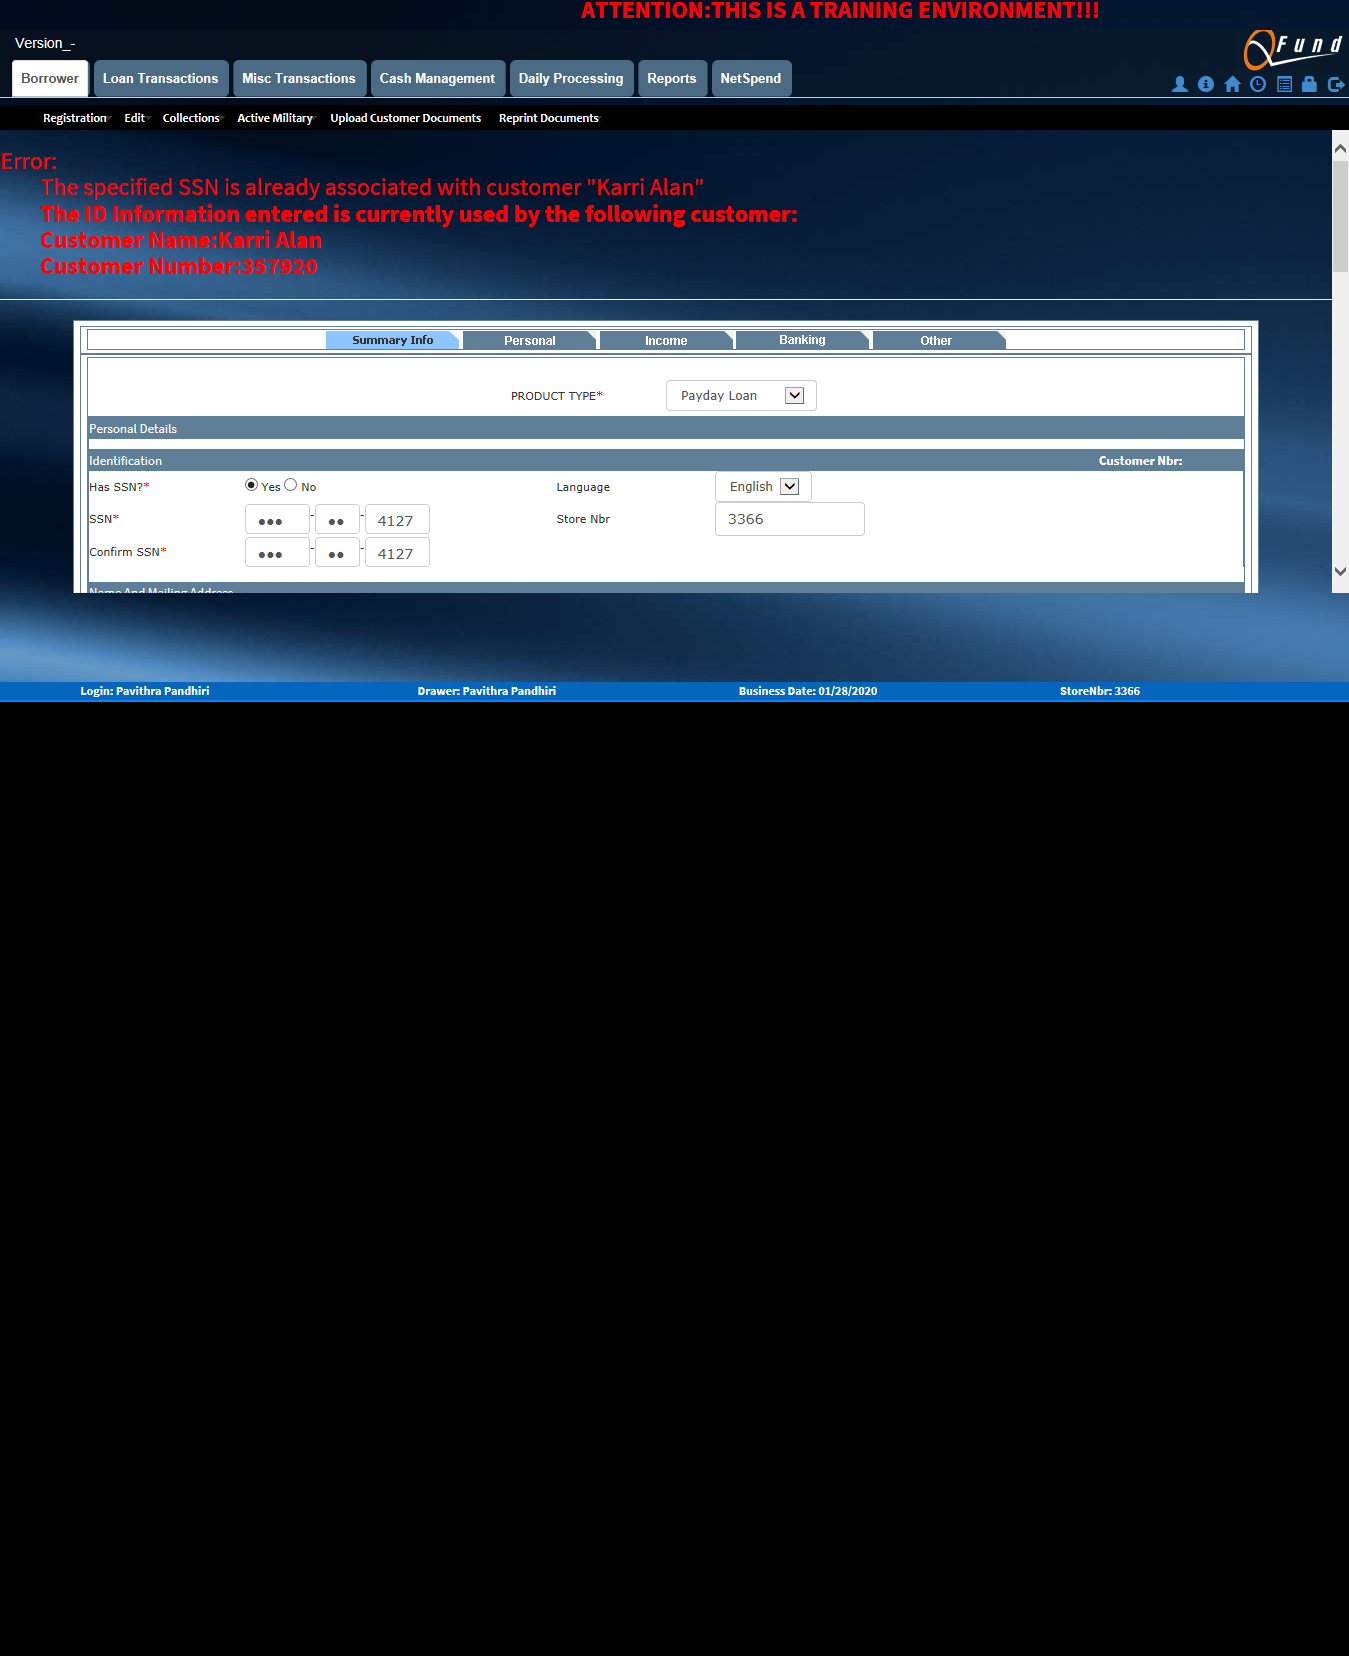 ATTENTION:THIS IS A TRAINING ENVIRONMENT!!!
Version_-
QFund
Borrower Loan Transactions Misc Transactions Cash Management Daily Processing Reports NetSpend
Registration Edit Collections Active Military Upload Customer Documents Reprint Documents
Error:
The specified SSN is already associated with customer "Karri Alan"
The ID Information entered is currently used by the following customer:
Customer Name:Karri Alan
Customer Number:357920
Summary Info Personal Income Banking Other
PRODUCT TYPE* Payday Loan
Personal Details
Identification Customer Nbr:
Has SSN?* Yes No Language English
SSN* ●●● - ●● - 4127 Store Nbr 3366
Confirm SSN* ●●● - ●● - 4127
Name And Mailing Address
Login: Pavithra Pandhiri Drawer: Pavithra Pandhiri Business Date: 01/28/2020 StoreNbr: 3366